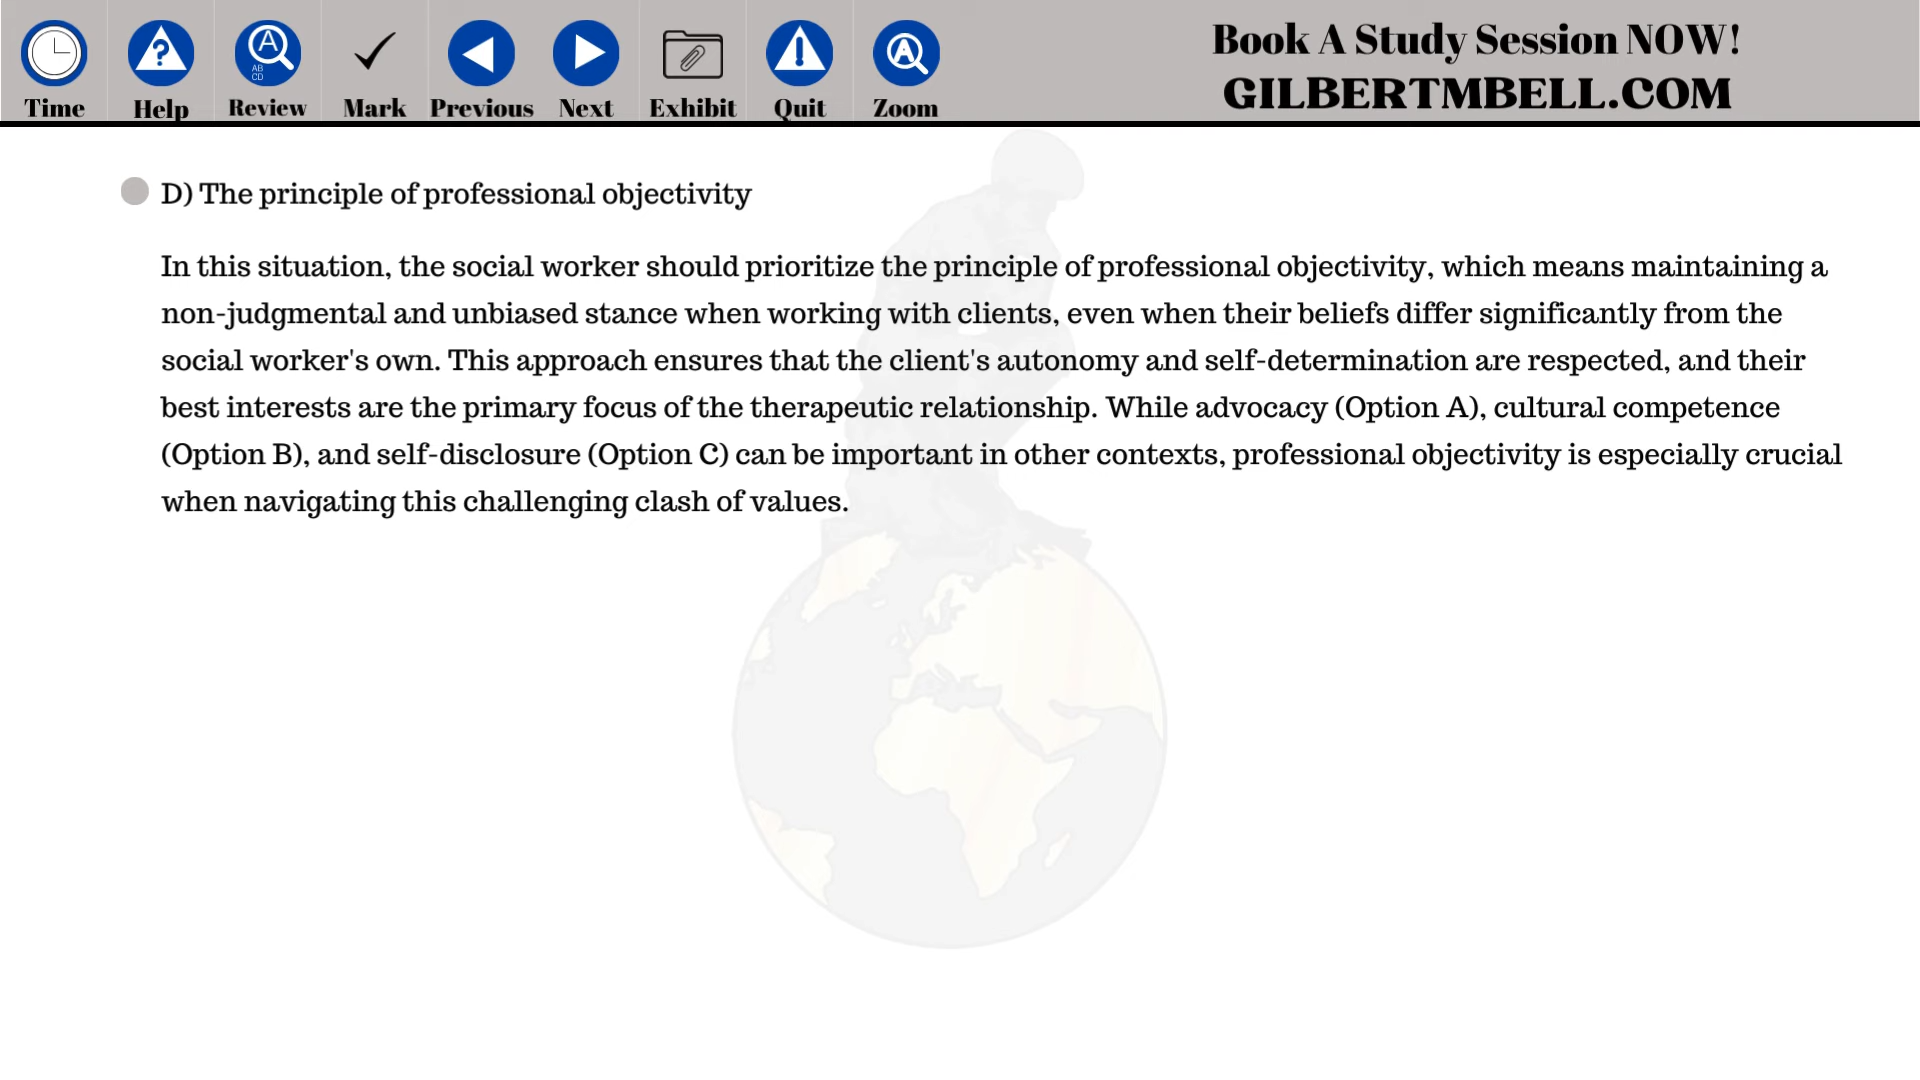 Book A Study Session NOW!
GILBERTMBELL.COM
Time Help Review Mark Previous Next Exhibit Quit Zoom
D) The principle of professional objectivity
In this situation, the social worker should prioritize the principle of professional objectivity, which means maintaining a
non-judgmental and unbiased stance when working with clients, even when their beliefs differ significantly from the
social worker's own. This approach ensures that the client's autonomy and self-determination are respected, and their
best interests are the primary focus of the therapeutic relationship. While advocacy (Option A), cultural competence
(Option B), and self-disclosure (Option C) can be important in other contexts, professional objectivity is especially crucial
when navigating this challenging clash of values.